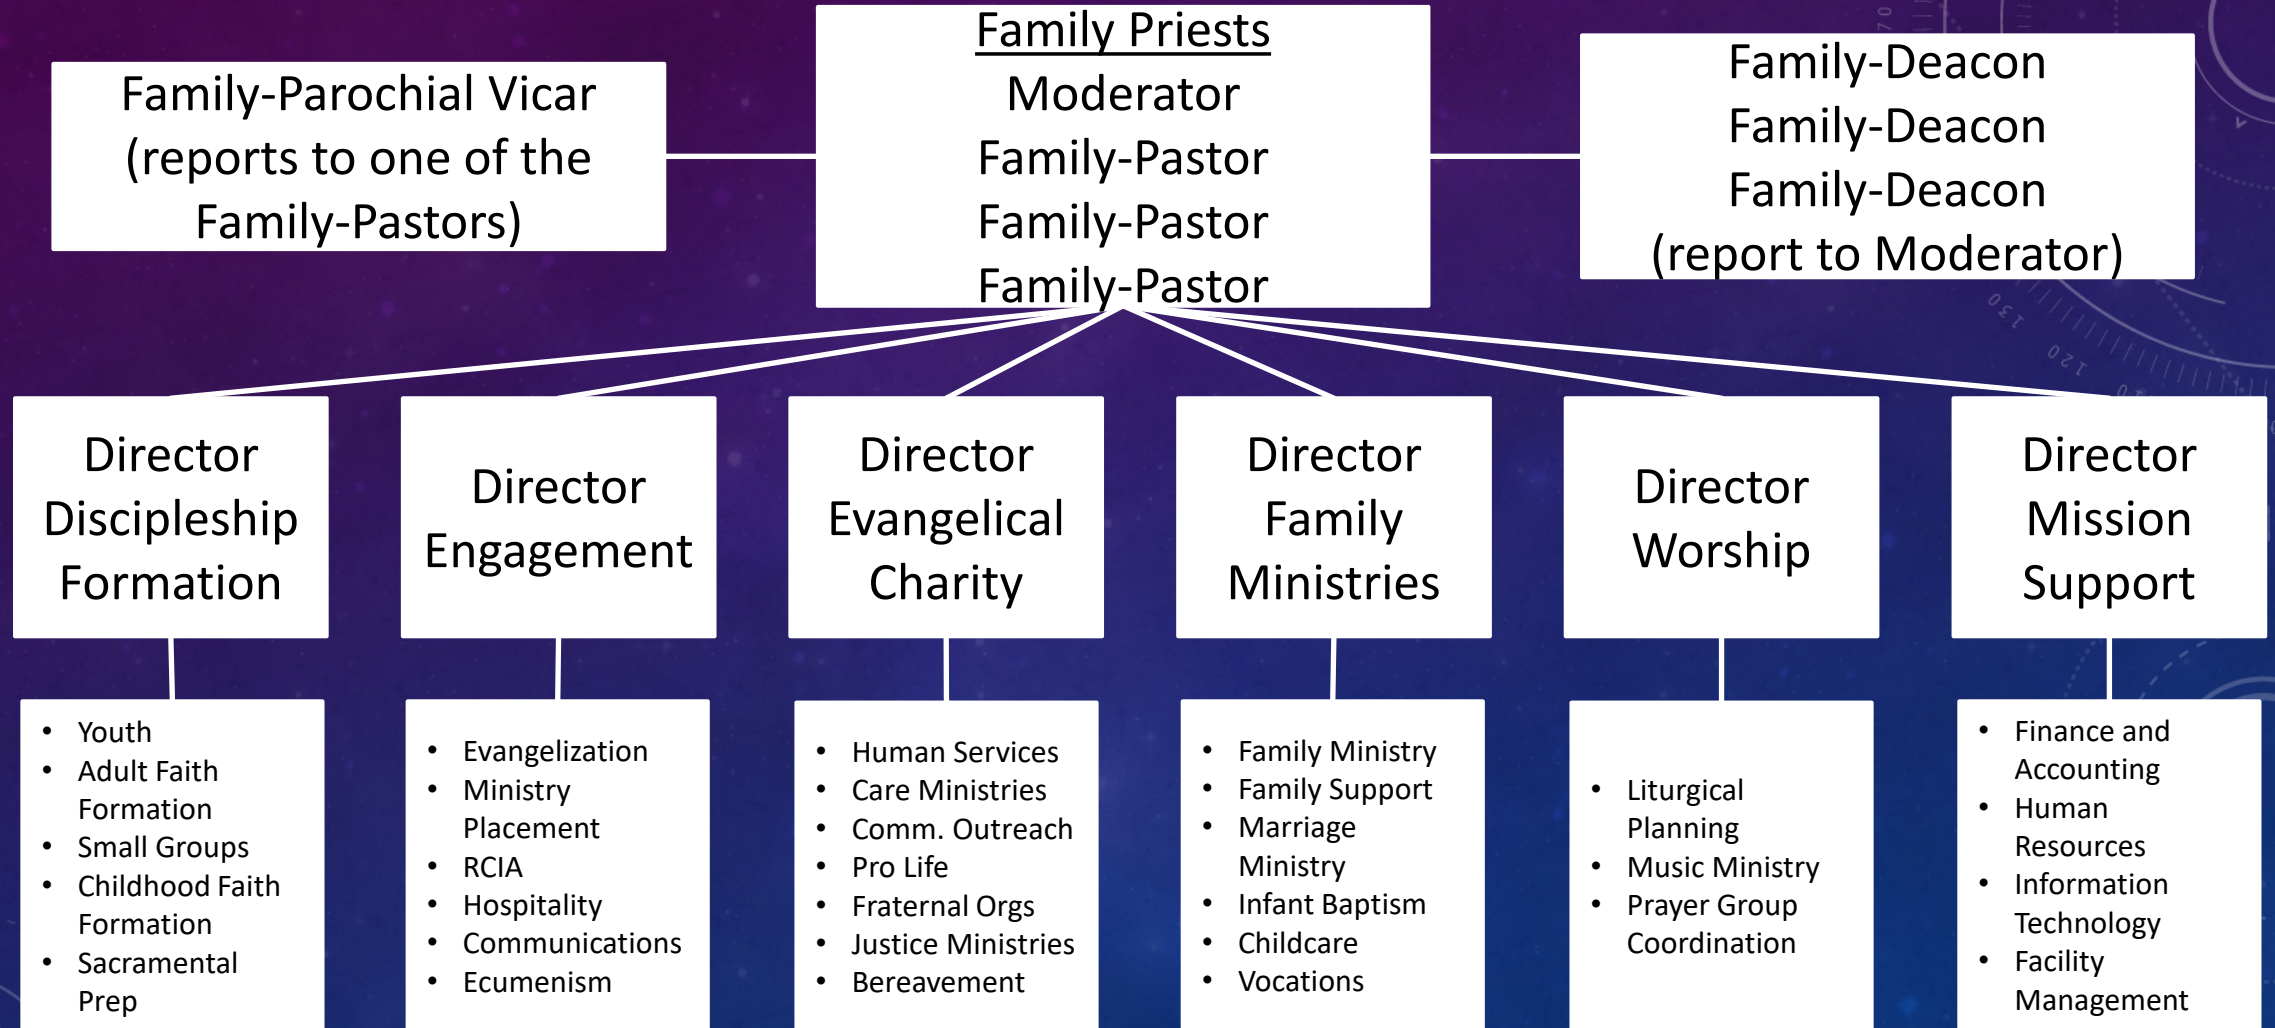 Family-Parochial Vicar
(reports to one of the
Family-Pastors)
Family Priests
Moderator
Family-Pastor
Family-Pastor
Family-Pastor
Family-Deacon
Family-Deacon
Family-Deacon
(report to Moderator)
70
130
120
Director
Discipleship
Formation
Director
Engagement
Director
Evangelical
Charity
Director
Family
Ministries
Director
Worship
Director
Mission
Support
• Youth
• Adult Faith
Formation
• Small Groups
• Childhood Faith
Formation
• Sacramental
Prep
• Evangelization
• Ministry
Placement
• RCIA
• Hospitality
• Communications
• Ecumenism
• Human Services
• Care Ministries
• Comm. Outreach
• Pro Life
• Fraternal Orgs
• Justice Ministries
• Bereavement
• Family Ministry
• Family Support
• Marriage
Ministry
• Infant Baptism
• Childcare
• Vocations
• Liturgical
Planning
• Music Ministry
• Prayer Group
Coordination
• Finance and
Accounting
• Human
Resources
• Information
Technology
• Facility
Management